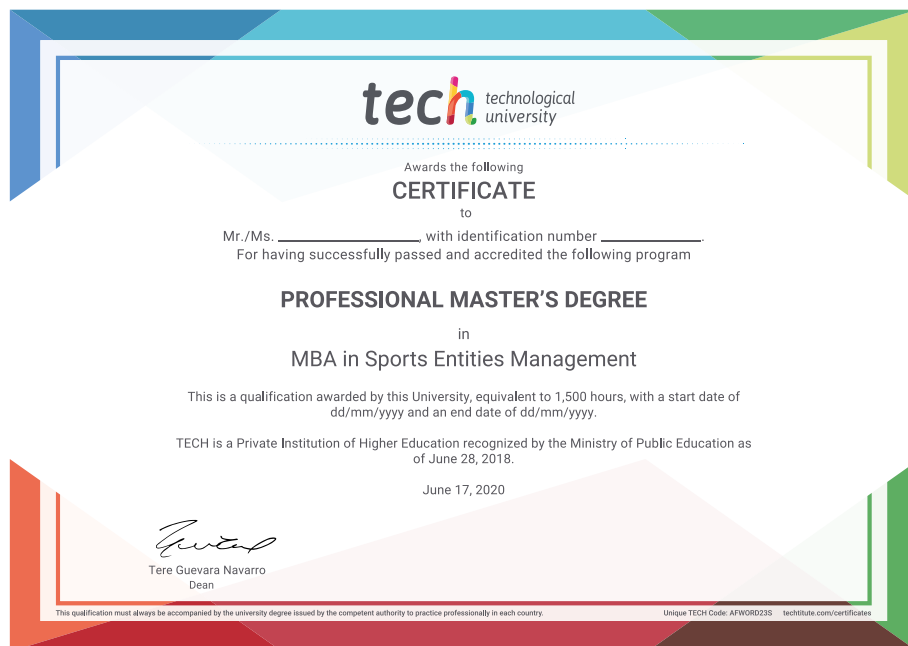 tech technological
university
Awards the following
CERTIFICATE
to
Mr./Ms. ____________________, with identification number ______________.
For having successfully passed and accredited the following program
PROFESSIONAL MASTER’S DEGREE
in
MBA in Sports Entities Management
This is a qualification awarded by this University, equivalent to 1,500 hours, with a start date of
dd/mm/yyyy and an end date of dd/mm/yyyy.
TECH is a Private Institution of Higher Education recognized by the Ministry of Public Education as
of June 28, 2018.
June 17, 2020
Tere Guevara Navarro
Dean
This qualification must always be accompanied by the university degree issued by the competent authority to practice professionally in each country.
Unique TECH Code: AFWORD23S techtitute.com/certificates